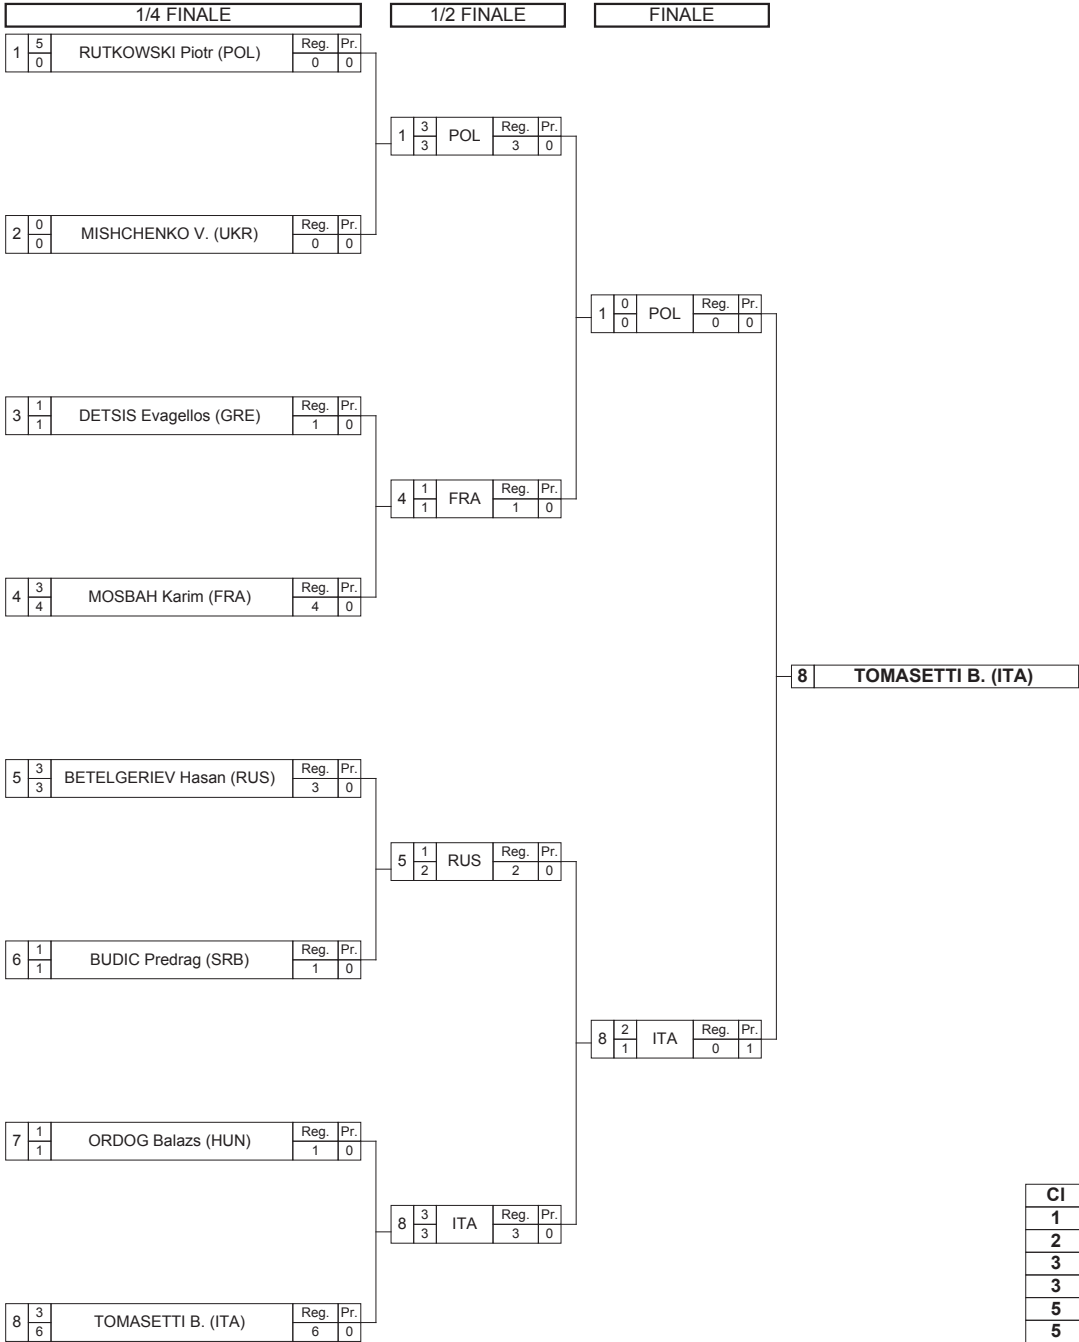 1/4 FINALE 1/2 FINALE FINALE
1 5 0 RUTKOWSKI Piotr (POL) Reg. Pr. 0 0
1 3 3 POL Reg. Pr. 3 0
2 0 0 MISHCHENKO V. (UKR) Reg. Pr. 0 0
1 0 0 POL Reg. Pr. 0 0
3 1 1 DETSIS Evagellos (GRE) Reg. Pr. 1 0
4 1 1 FRA Reg. Pr. 1 0
4 3 4 MOSBAH Karim (FRA) Reg. Pr. 4 0
8 TOMASETTI B. (ITA)
5 3 3 BETELGERIEV Hasan (RUS) Reg. Pr. 3 0
5 1 2 RUS Reg. Pr. 2 0
6 1 1 BUDIC Predrag (SRB) Reg. Pr. 1 0
8 2 1 ITA Reg. Pr. 0 1
7 1 1 ORDOG Balazs (HUN) Reg. Pr. 1 0
8 3 3 ITA Reg. Pr. 3 0
8 3 6 TOMASETTI B. (ITA) Reg. Pr. 6 0
Cl
1
2
3
3
5
5